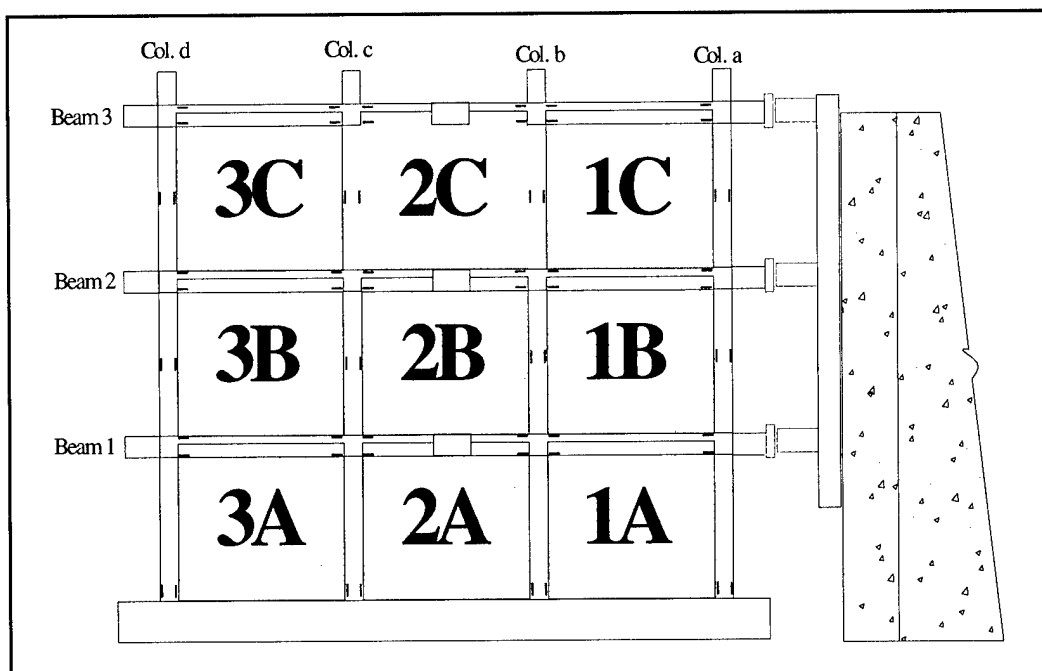 Col. d Col. c Col. b Col. a
Beam 3
3C 2C 1C
Beam 2
3B 2B 1B
Beam 1
3A 2A 1A